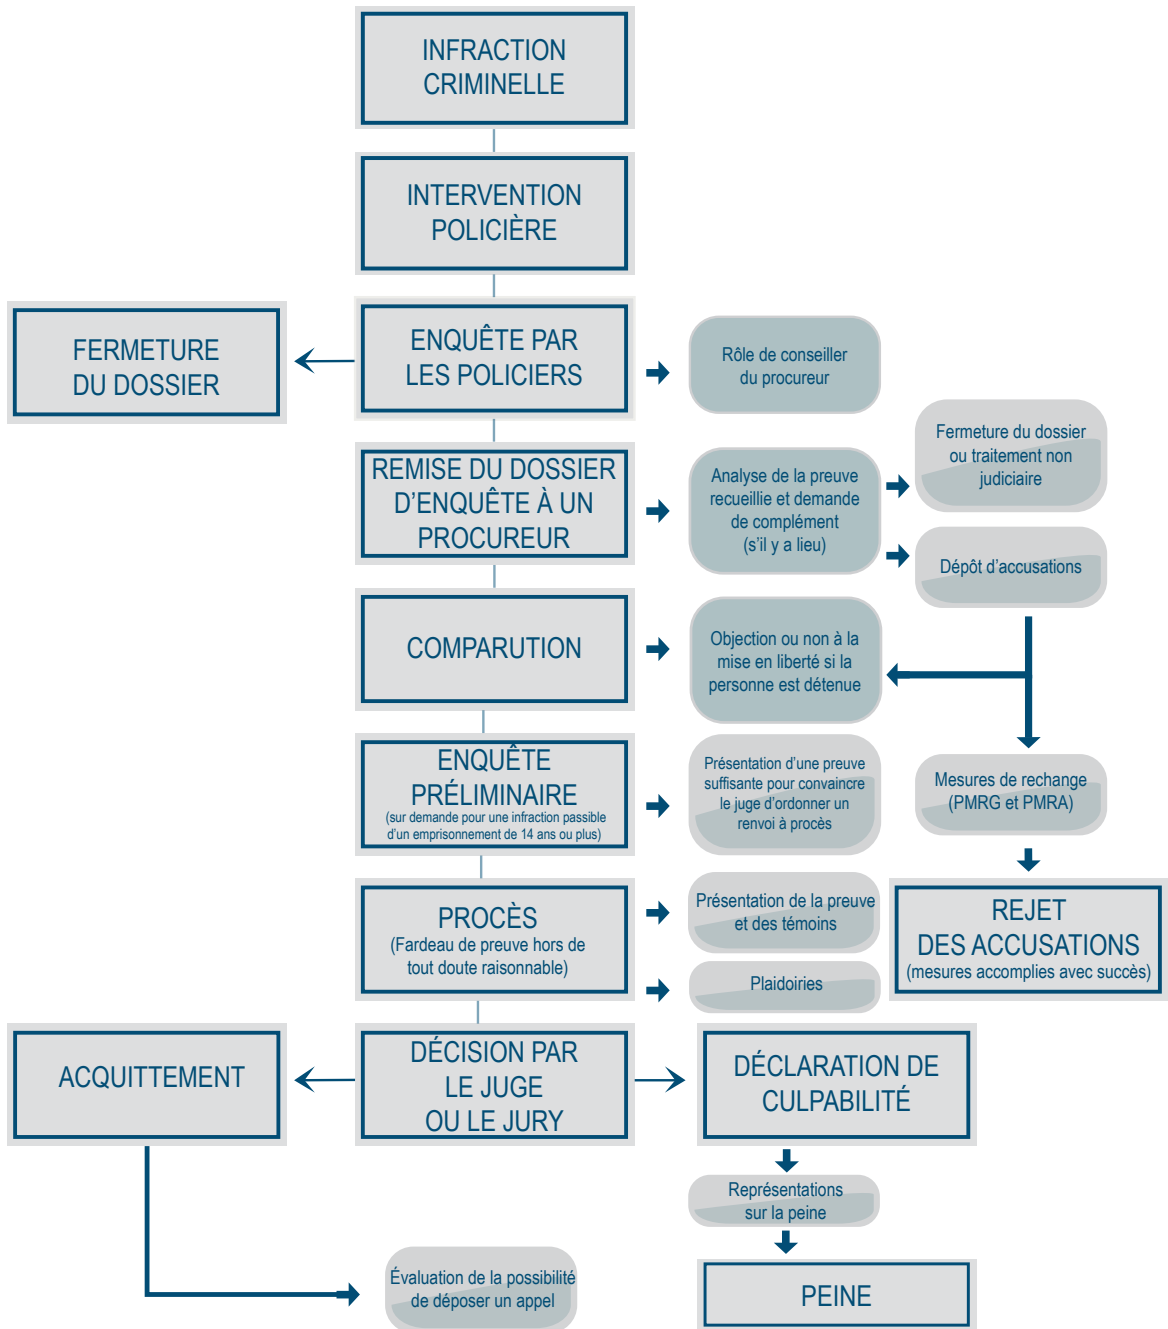 INFRACTION
CRIMINELLE
INTERVENTION
POLICIÈRE
FERMETURE
DU DOSSIER
ENQUÊTE PAR
LES POLICIERS
Rôle de conseiller
du procureur
REMISE DU DOSSIER
D’ENQUÊTE À UN
PROCUREUR
Analyse de la preuve
recueillie et demande
de complément
(s’il y a lieu)
Fermeture du dossier
ou traitement non
judiciaire
Dépôt d’accusations
COMPARUTION
Objection ou non à la
mise en liberté si la
personne est détenue
ENQUÊTE
PRÉLIMINAIRE
(sur demande pour une infraction passible
d’un emprisonnement de 14 ans ou plus)
Présentation d’une preuve
suffisante pour convaincre
le juge d’ordonner un
renvoi à procès
Mesures de rechange
(PMRG et PMRA)
PROCÈS
(Fardeau de preuve hors de
tout doute raisonnable)
Présentation de la preuve
et des témoins
Plaidoiries
REJET
DES ACCUSATIONS
(mesures accomplies avec succès)
ACQUITTEMENT
DÉCISION PAR
LE JUGE
OU LE JURY
DÉCLARATION DE
CULPABILITÉ
Représentations
sur la peine
Évaluation de la possibilité
de déposer un appel
PEINE